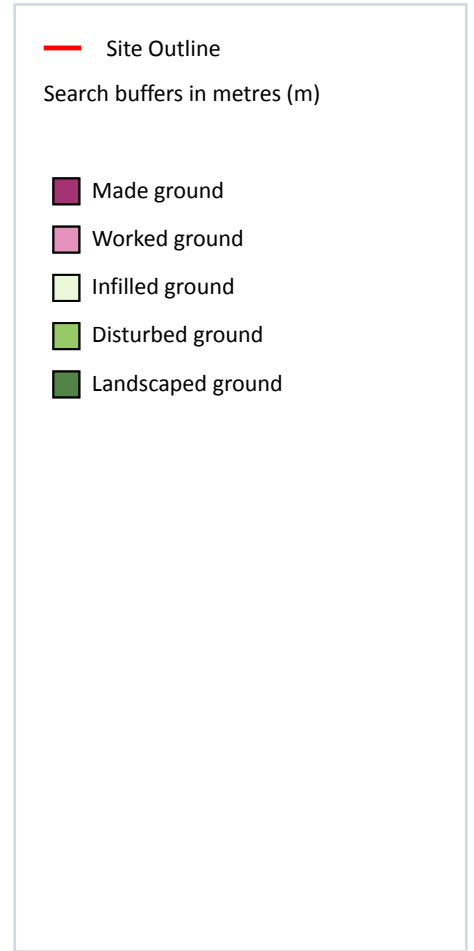 Site Outline
Search buffers in metres (m)
Made ground
Worked ground
Infilled ground
Disturbed ground
Landscaped ground